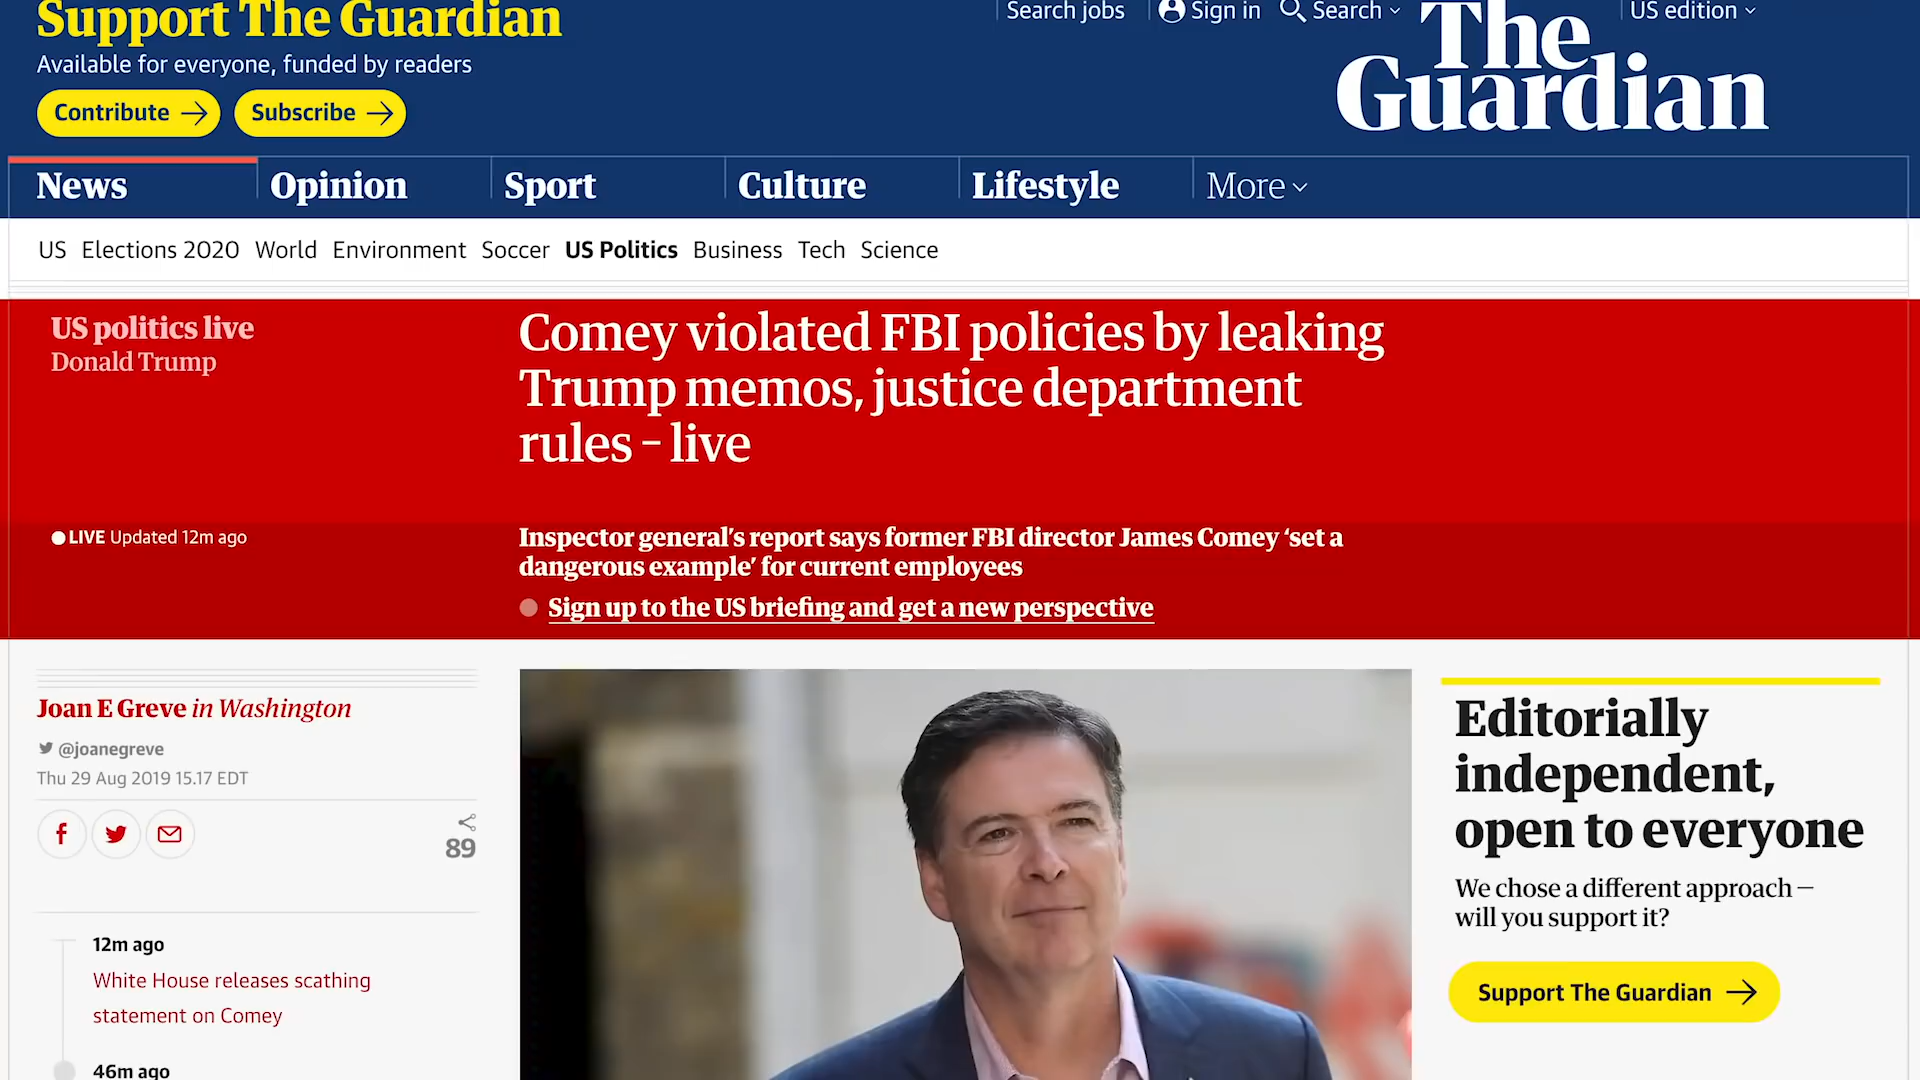 Support The Guardian
Available for everyone, funded by readers
Contribute
Subscribe
Search jobs
Sign in
Search
US edition
The
Guardian
News
Opinion
Sport
Culture
Lifestyle
More
US Elections 2020 World Environment Soccer US Politics Business Tech Science
US politics live
Donald Trump
Comey violated FBI policies by leaking
Trump memos, justice department
rules – live
LIVE Updated 12m ago
Inspector general’s report says former FBI director James Comey ‘set a
dangerous example’ for current employees
Sign up to the US briefing and get a new perspective
Joan E Greve in Washington
@joanegreve
Thu 29 Aug 2019 15.17 EDT
89
12m ago
White House releases scathing
statement on Comey
46m ago
Editorially
independent,
open to everyone
We chose a different approach —
will you support it?
Support The Guardian